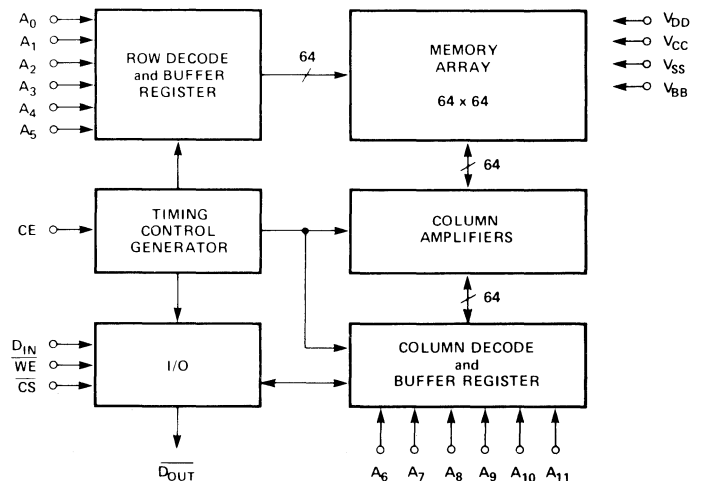 A0
A1
A2
A3
A4
A5
ROW DECODE
and BUFFER
REGISTER
64
MEMORY
ARRAY
64 x 64
VDD
VCC
VSS
VBB
64
CE
TIMING
CONTROL
GENERATOR
COLUMN
AMPLIFIERS
64
DIN
WE
CS
I/O
COLUMN DECODE
and
BUFFER REGISTER
DOUT
A6 A7 A8 A9 A10 A11